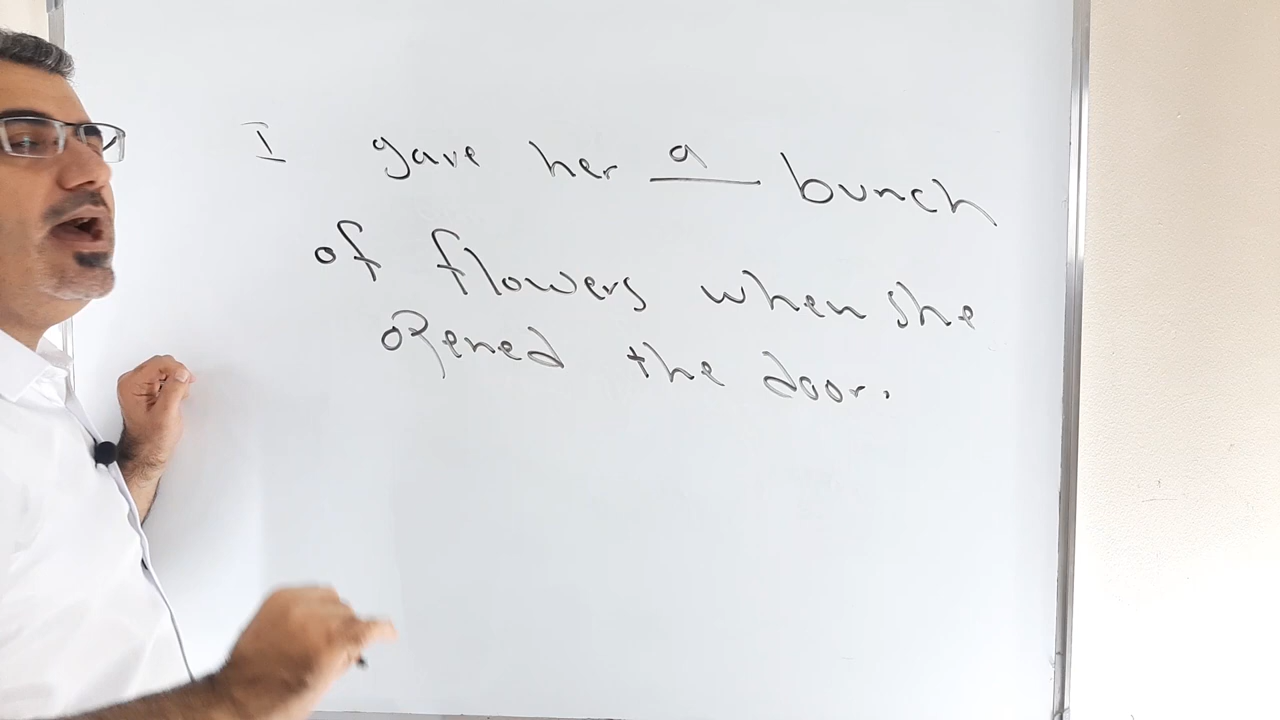 I gave her a bunch
of flowers when she
opened the door.